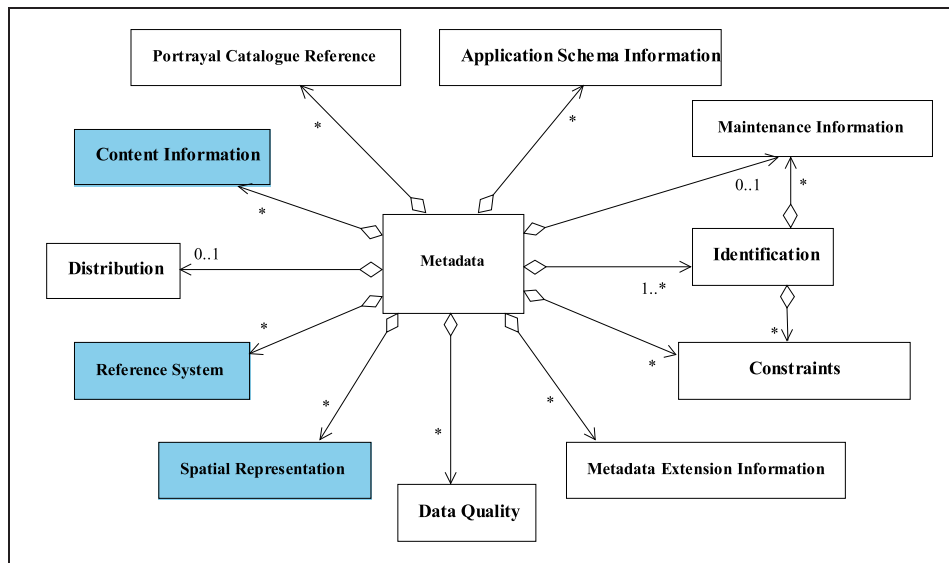 Portrayal Catalogue Reference
Application Schema Information
*
*
Maintenance Information
Content Information
0..1
*
*
Metadata
0..1
Distribution
Identification
1..*
*
*
Reference System
*
Constraints
*
*
*
Spatial Representation
Metadata Extension Information
Data Quality